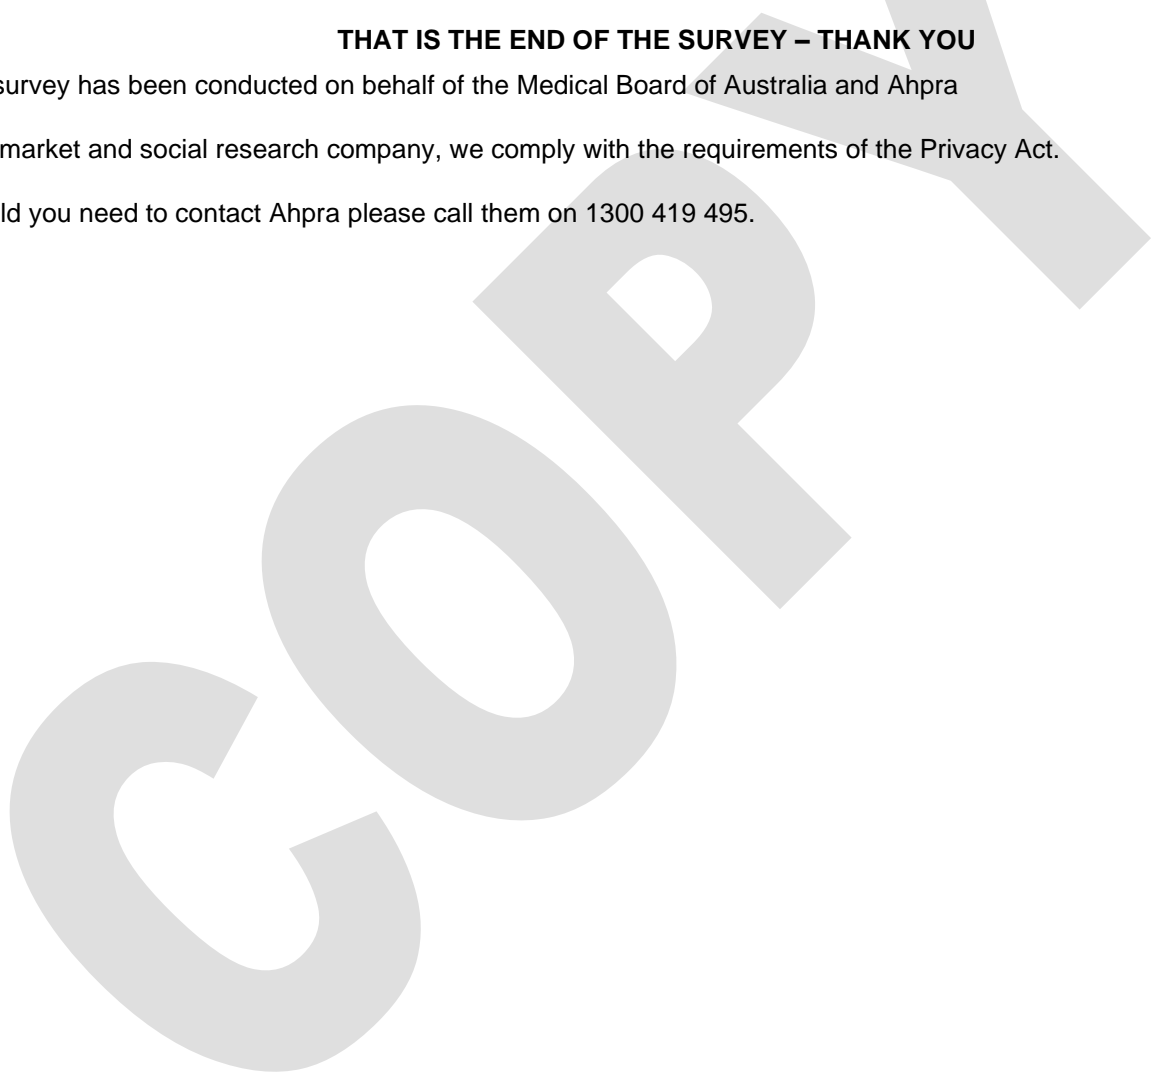 THAT IS THE END OF THE SURVEY – THANK YOU
survey has been conducted on behalf of the Medical Board of Australia and Ahpra
market and social research company, we comply with the requirements of the Privacy Act.
ld you need to contact Ahpra please call them on 1300 419 495.
COPY